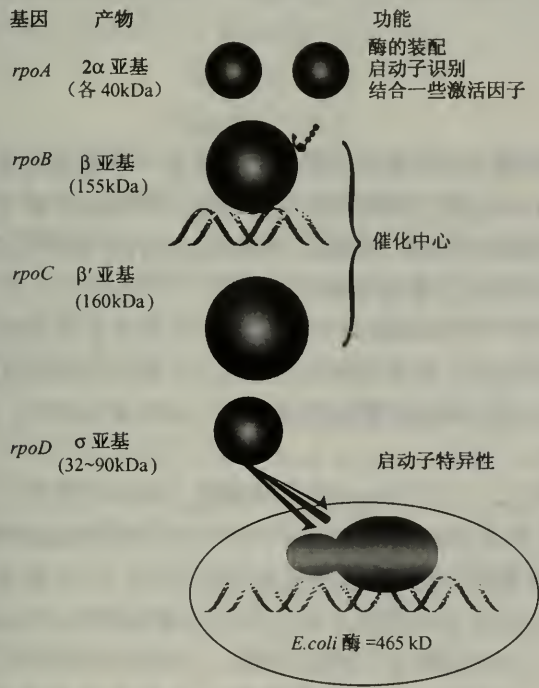 基因 产物 功能
rpoA 2α 亚基 酶的装配
(各 40kDa) 启动子识别
结合一些激活因子
rpoB β 亚基
(155kDa)
催化中心
rpoC β′ 亚基
(160kDa)
rpoD σ 亚基 启动子特异性
(32~90kDa)
E.coli 酶 =465 kD